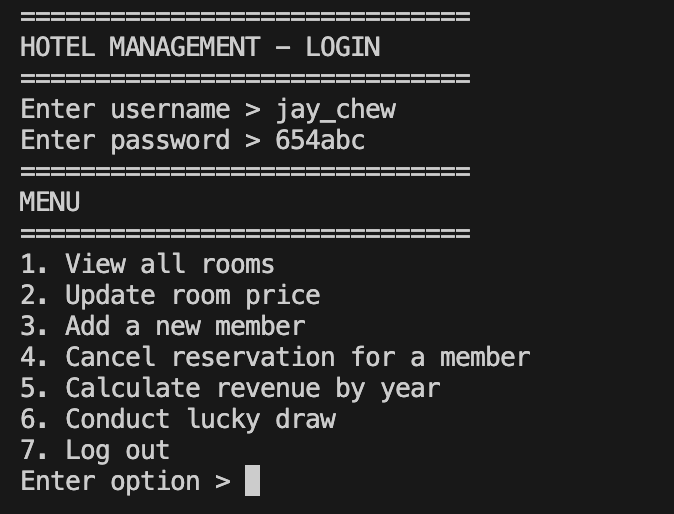 ==============================
HOTEL MANAGEMENT - LOGIN
==============================
Enter username > jay_chew
Enter password > 654abc
==============================
MENU
==============================
1. View all rooms
2. Update room price
3. Add a new member
4. Cancel reservation for a member
5. Calculate revenue by year
6. Conduct lucky draw
7. Log out
Enter option >